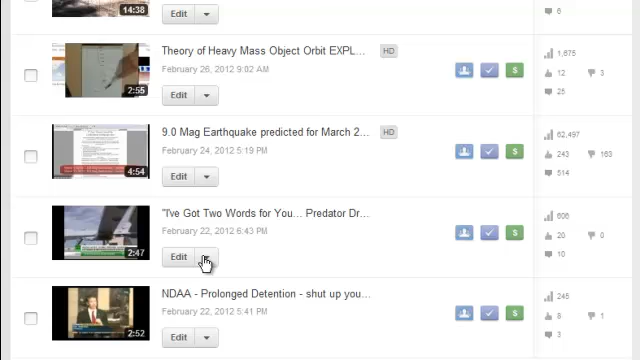 14:38
Edit
6
Theory of Heavy Mass Object Orbit EXPL...
HD
February 26, 2012 9:02 AM
2:55
Edit
$
1,675
12
3
25
9.0 Mag Earthquake predicted for March 2...
HD
February 24, 2012 5:19 PM
4:54
Edit
$
62,497
243
163
514
"I've Got Two Words for You... Predator Dr...
February 22, 2012 6:43 PM
2:47
Edit
$
606
20
0
10
NDAA - Prolonged Detention - shut up you...
February 22, 2012 5:41 PM
2:52
Edit
$
245
8
1
3